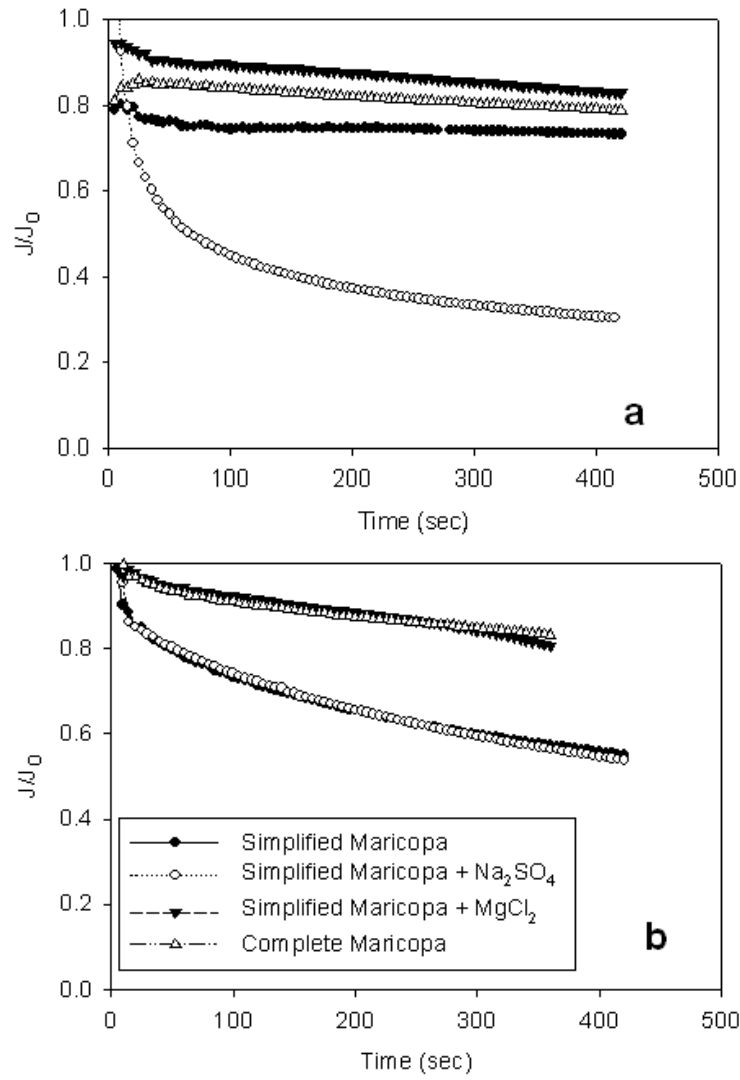 1.0
0.8
0.6
0.4
0.2
0.0
J/J₀
0 100 200 300 400 500
Time (sec)
a
1.0
0.8
0.6
0.4
0.2
0.0
J/J₀
Simplified Maricopa
Simplified Maricopa + Na₂SO₄
Simplified Maricopa + MgCl₂
Complete Maricopa
b
0 100 200 300 400 500
Time (sec)